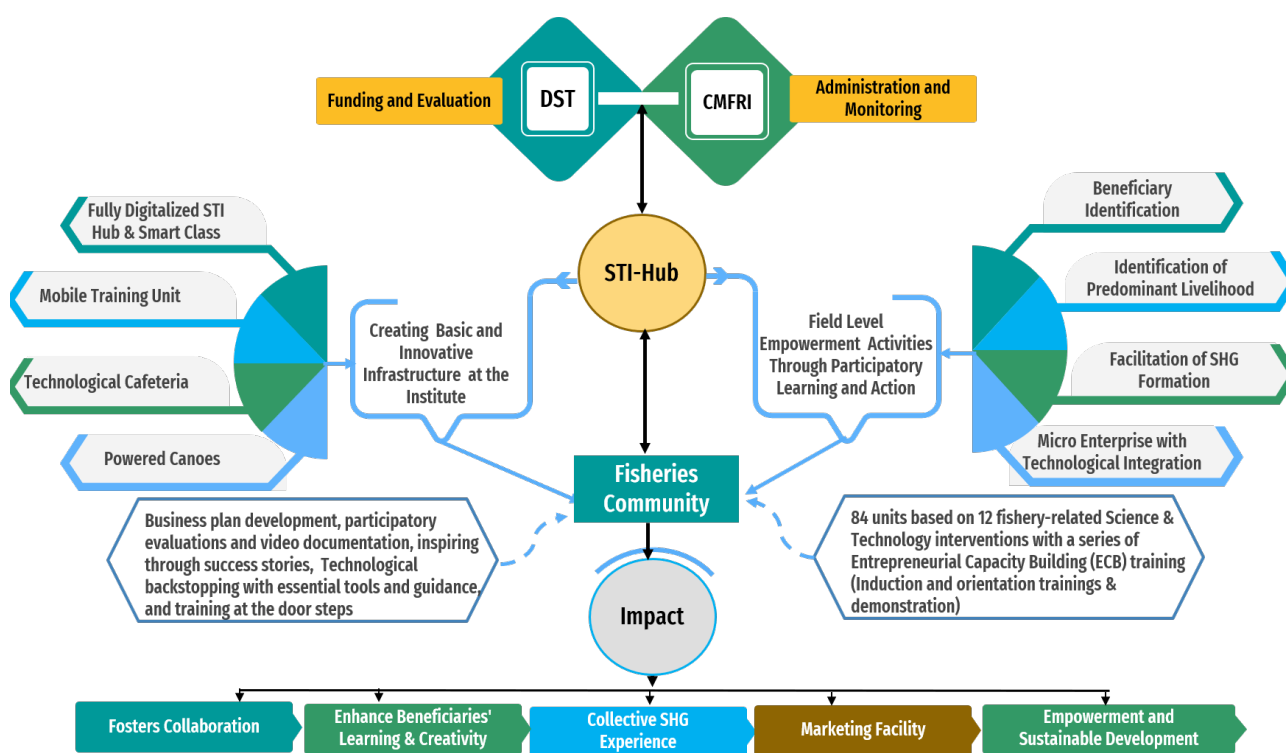 Funding and Evaluation
DST
CMFRI
Administration and
Monitoring
Fully Digitalized STI
Hub & Smart Class
Mobile Training Unit
Technological Cafeteria
Powered Canoes
Creating Basic and
Innovative
Infrastructure at the
Institute
STI-Hub
Field Level
Empowerment Activities
Through Participatory
Learning and Action
Beneficiary
Identification
Identification of
Predominant Livelihood
Facilitation of SHG
Formation
Micro Enterprise with
Technological Integration
Fisheries
Community
Business plan development, participatory
evaluations and video documentation, inspiring
through success stories, Technological
backstopping with essential tools and guidance,
and training at the door steps
84 units based on 12 fishery-related Science &
Technology interventions with a series of
Entrepreneurial Capacity Building (ECB) training
(Induction and orientation trainings &
demonstration)
Impact
Fosters Collaboration
Enhance Beneficiaries'
Learning & Creativity
Collective SHG
Experience
Marketing Facility
Empowerment and
Sustainable Development